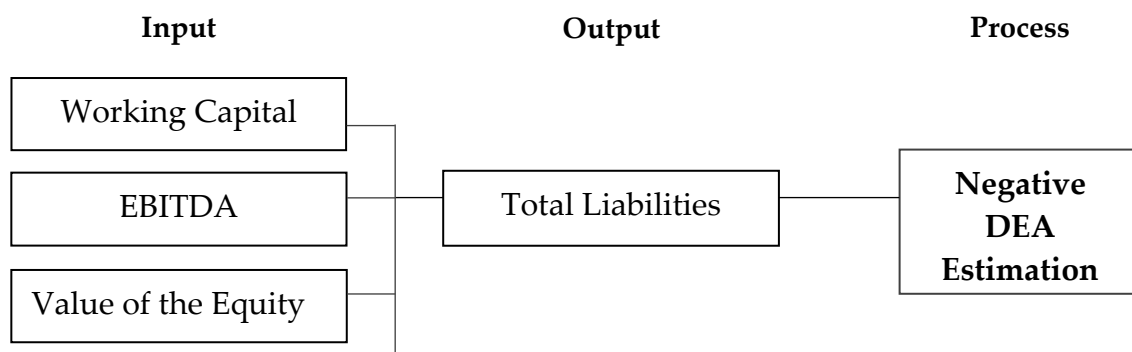 Input
Output
Process
Working Capital
EBITDA
Value of the Equity
Total Liabilities
Negative
DEA
Estimation